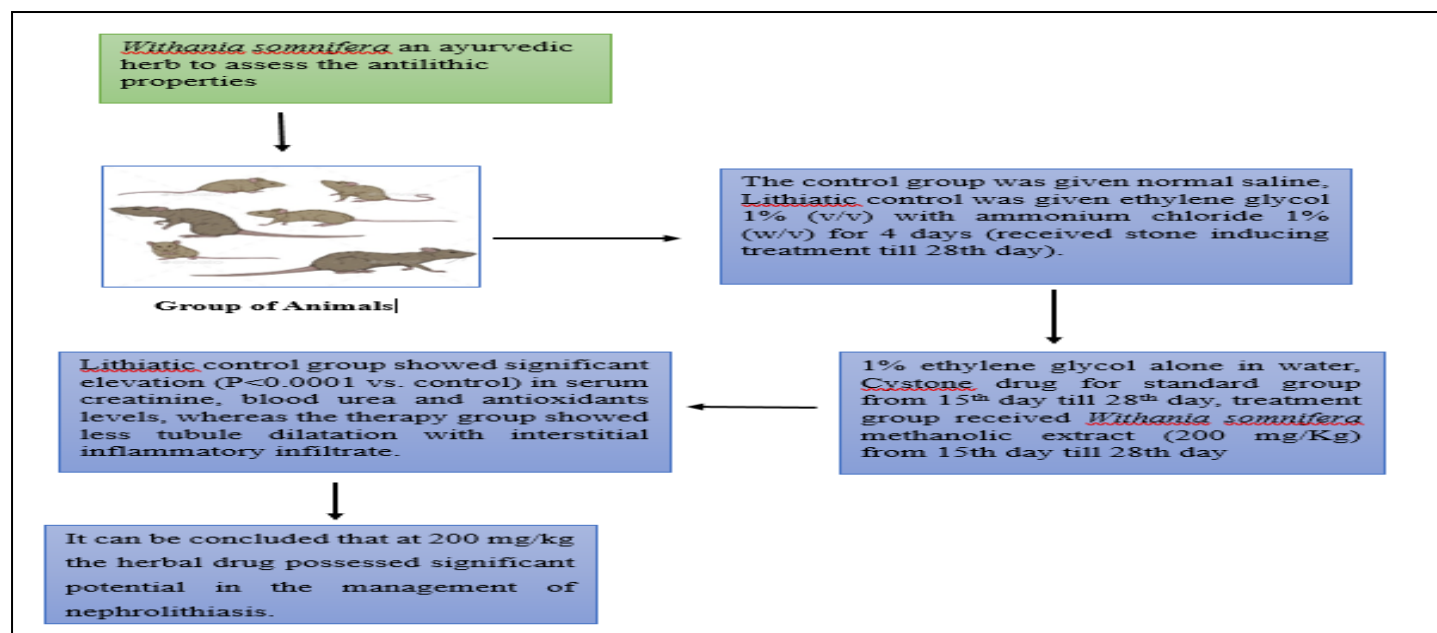 Withania somnifera an ayurvedic
herb to assess the antilithic
properties
Group of Animals
The control group was given normal saline,
Lithiatic control was given ethylene glycol
1% (v/v) with ammonium chloride 1%
(w/v) for 4 days (received stone inducing
treatment till 28th day).
1% ethylene glycol alone in water,
Cystone drug for standard group
from 15th day till 28th day, treatment
group received Withania somnifera
methanolic extract (200 mg/Kg)
from 15th day till 28th day
Lithiatic control group showed significant
elevation (P<0.0001 vs. control) in serum
creatinine, blood urea and antioxidants
levels, whereas the therapy group showed
less tubule dilatation with interstitial
inflammatory infiltrate.
It can be concluded that at 200 mg/kg
the herbal drug possessed significant
potential in the management of
nephrolithiasis.